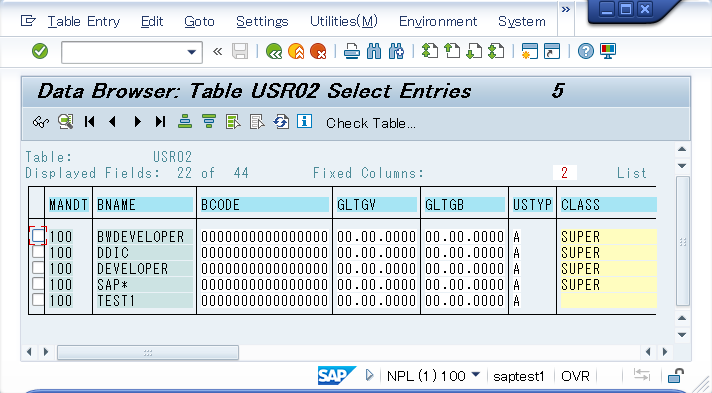 Table Entry Edit Goto Settings Utilities(M) Environment System »
«
Data Browser: Table USR02 Select Entries 5
Check Table...
Table: USR02
Displayed Fields: 22 of 44 Fixed Columns: 2 List
MANDT BNAME BCODE GLTGV GLTGB USTYP CLASS
100 BWDEVELOPER 0000000000000000 00.00.0000 00.00.0000 A SUPER
100 DDIC 0000000000000000 00.00.0000 00.00.0000 A SUPER
100 DEVELOPER 0000000000000000 00.00.0000 00.00.0000 A SUPER
100 SAP* 0000000000000000 00.00.0000 00.00.0000 A SUPER
100 TEST1 0000000000000000 00.00.0000 00.00.0000 A
SAP NPL (1) 100 saptest1 OVR